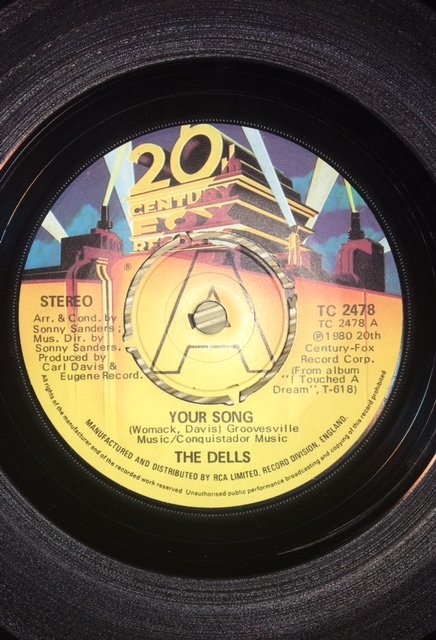 20th
CENTURY
FOX
RECORDS
®
A
STEREO
Arr. & Cond. by
Sonny Sanders ;
Mus. Dir. by
Sonny Sanders.
Produced by
Carl Davis &
Eugene Record.
TC 2478
TC 2478 A
℗ 1980 20th
Century-Fox
Record Corp.
(From album
"I Touched A
Dream", T-618)
YOUR SONG
(Womack, Davis) Groovesville
Music/Conquistador Music
THE DELLS
MANUFACTURED AND DISTRIBUTED BY RCA LIMITED, RECORD DIVISION, ENGLAND.
All rights of the manufacturer and of the recorded work reserved Unauthorised public performance broadcasting and copying of this record prohibited